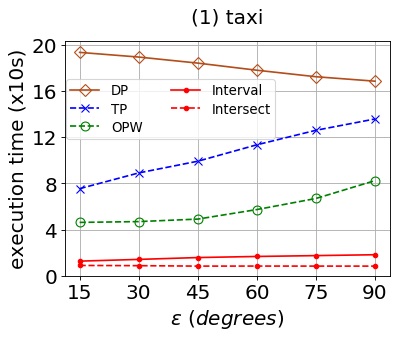 (1) taxi
execution time (x10s)
20
16
12
8
4
0
DP
TP
OPW
Interval
Intersect
15 30 45 60 75 90
ε (degrees)